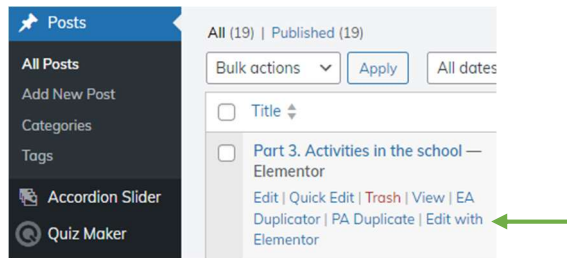 Posts
All Posts
Add New Post
Categories
Tags
Accordion Slider
Quiz Maker
All (19) | Published (19)
Bulk actions
Apply
All dates
Title
Part 3. Activities in the school —
Elementor
Edit | Quick Edit | Trash | View | EA
Duplicator | PA Duplicate | Edit with
Elementor